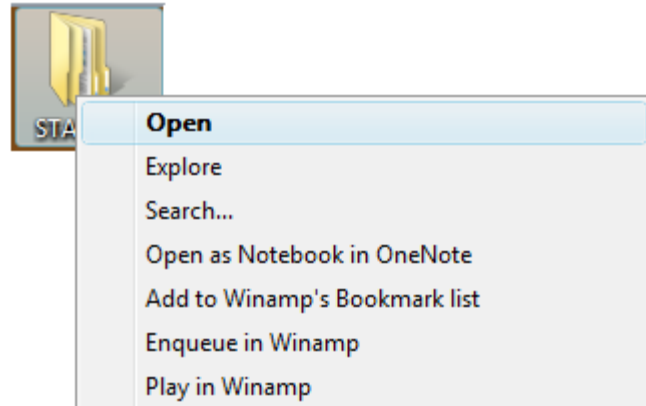 STA
Open
Explore
Search...
Open as Notebook in OneNote
Add to Winamp's Bookmark list
Enqueue in Winamp
Play in Winamp